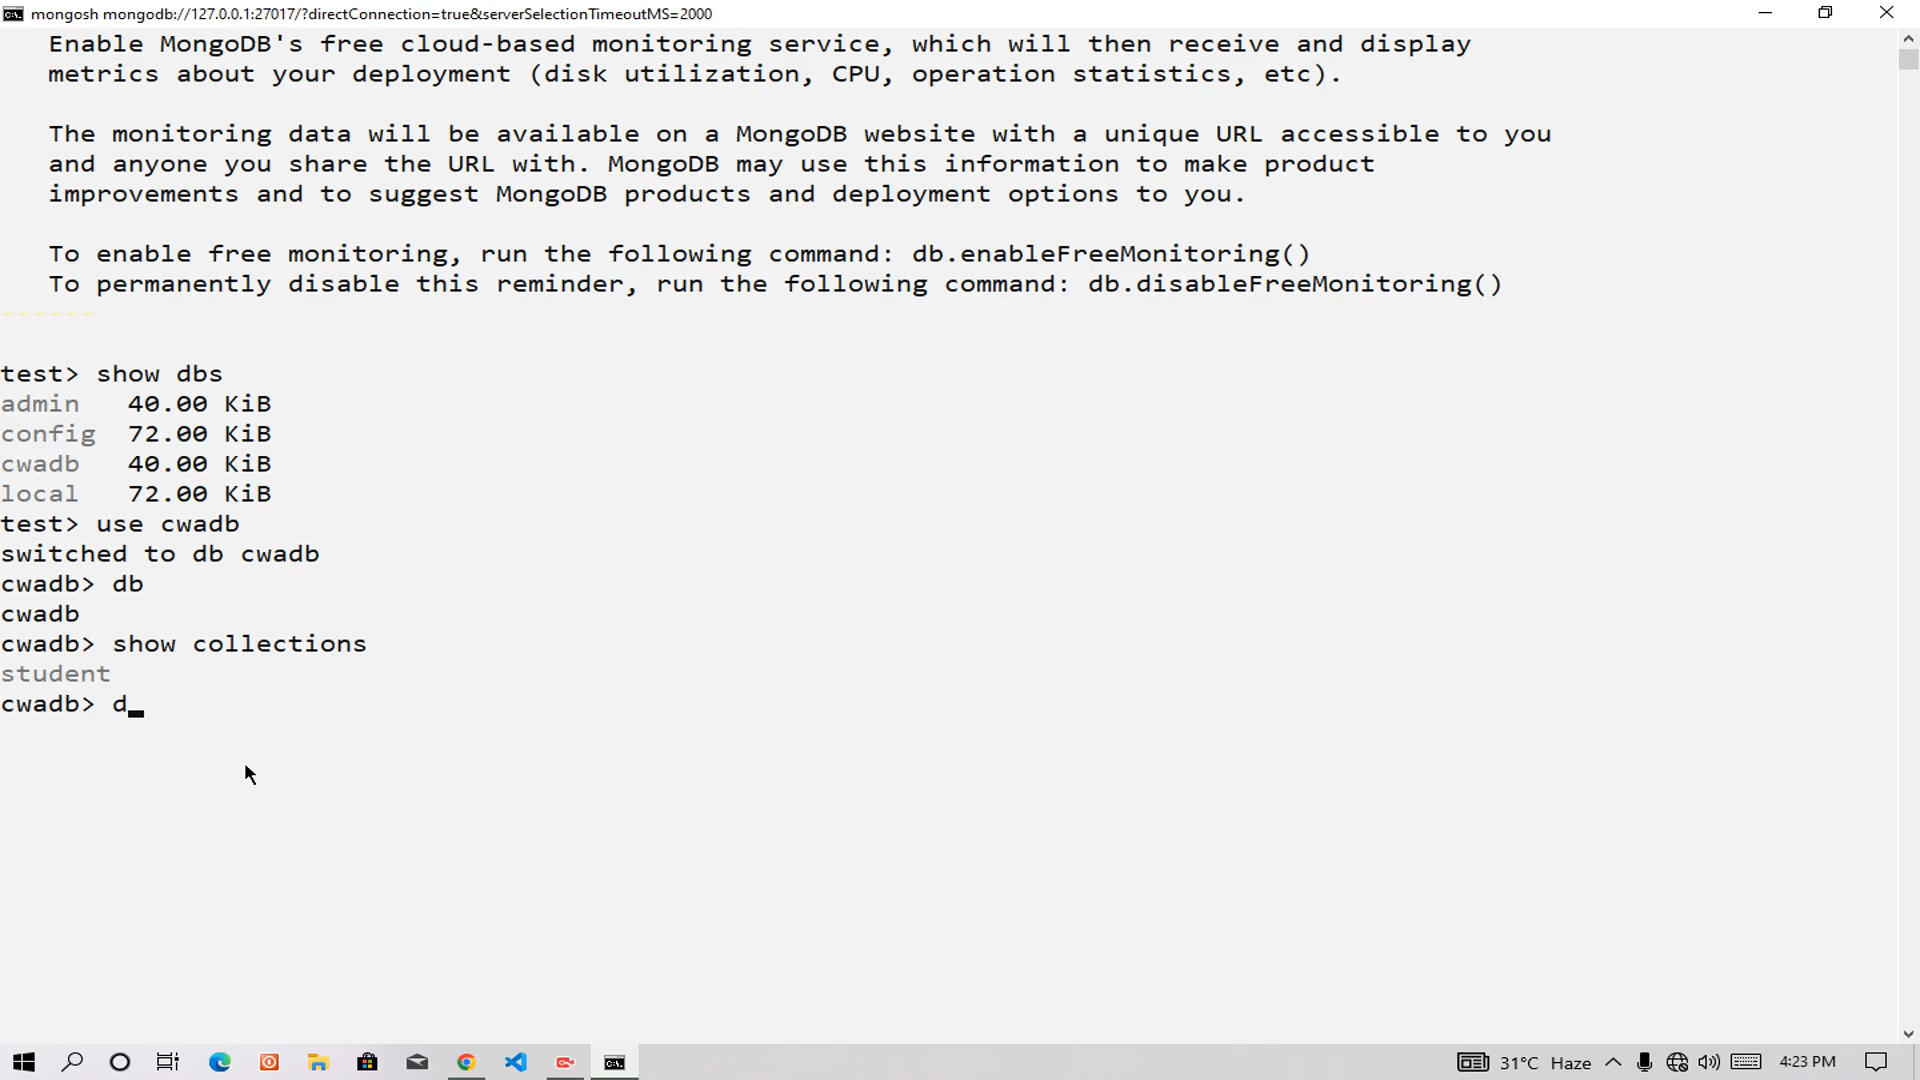 mongosh mongodb://127.0.0.1:27017/?directConnection=true&serverSelectionTimeoutMS=2000
Enable MongoDB's free cloud-based monitoring service, which will then receive and display
metrics about your deployment (disk utilization, CPU, operation statistics, etc).
The monitoring data will be available on a MongoDB website with a unique URL accessible to you
and anyone you share the URL with. MongoDB may use this information to make product
improvements and to suggest MongoDB products and deployment options to you.
To enable free monitoring, run the following command: db.enableFreeMonitoring()
To permanently disable this reminder, run the following command: db.disableFreeMonitoring()
------
test> show dbs
admin   40.00 KiB
config  72.00 KiB
cwadb   40.00 KiB
local   72.00 KiB
test> use cwadb
switched to db cwadb
cwadb> db
cwadb
cwadb> show collections
student
cwadb> d
31°C Haze 4:23 PM